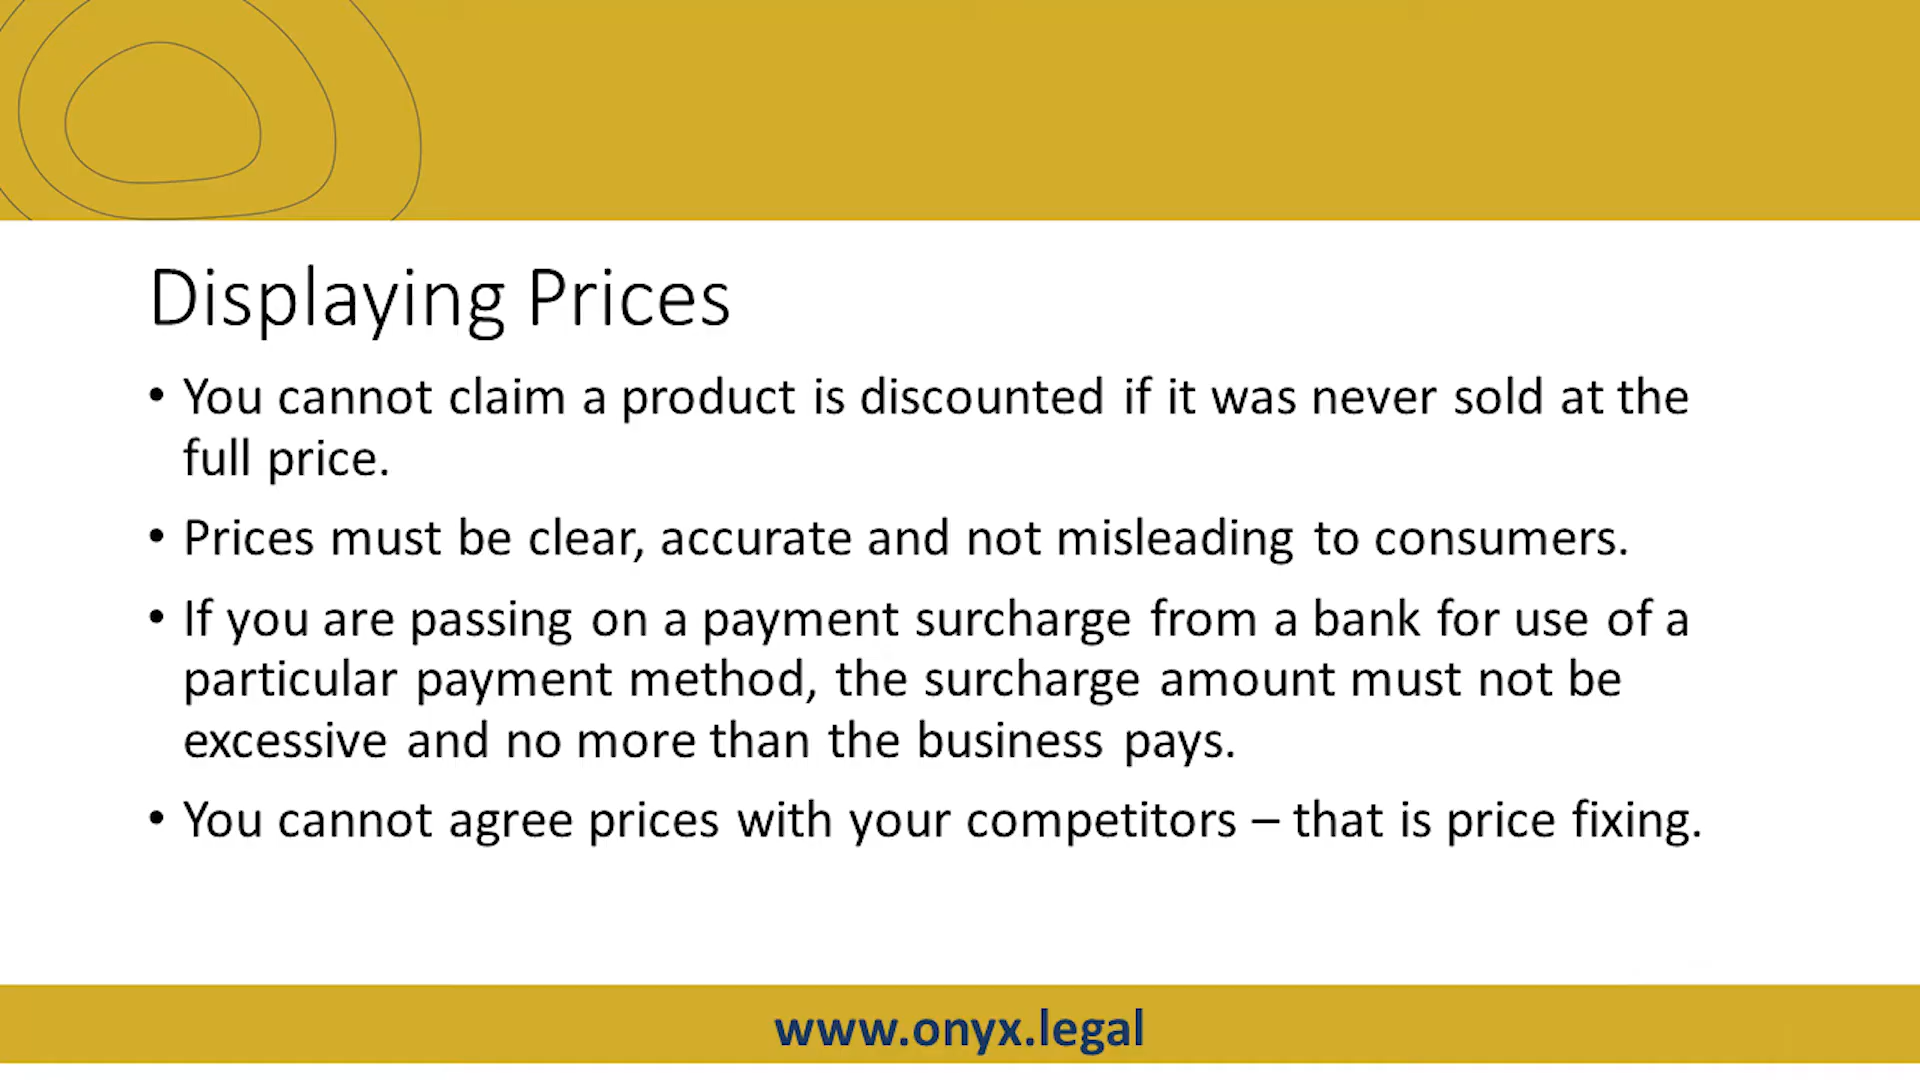 Displaying Prices
• You cannot claim a product is discounted if it was never sold at the
full price.
• Prices must be clear, accurate and not misleading to consumers.
• If you are passing on a payment surcharge from a bank for use of a
particular payment method, the surcharge amount must not be
excessive and no more than the business pays.
• You cannot agree prices with your competitors – that is price fixing.
www.onyx.legal